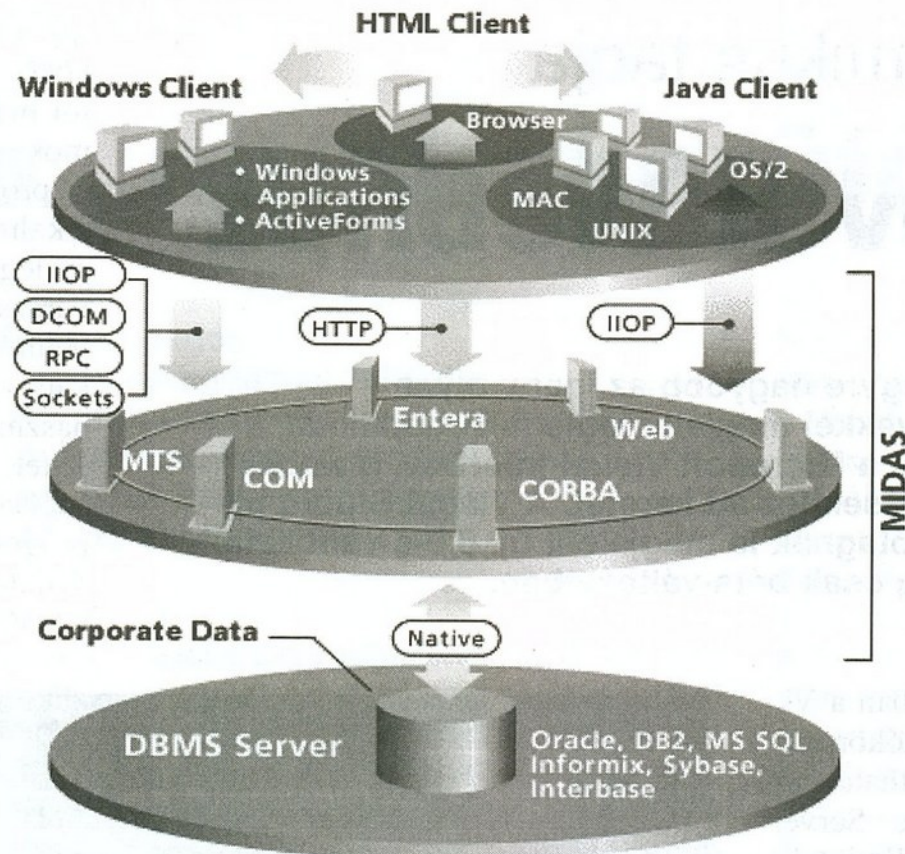 HTML Client
Windows Client
Java Client
Browser
• Windows
Applications
• ActiveForms
MAC
OS/2
UNIX
IIOP
DCOM
RPC
Sockets
HTTP
IIOP
Entera
Web
MTS
COM
CORBA
MIDAS
Corporate Data
Native
DBMS Server
Oracle, DB2, MS SQL
Informix, Sybase,
Interbase